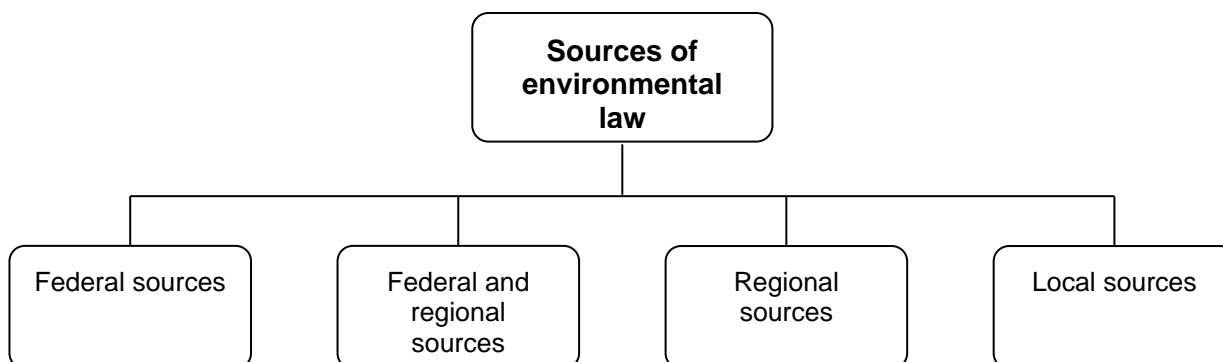 Sources of
environmental
law
Federal sources
Federal and
regional
sources
Regional
sources
Local sources